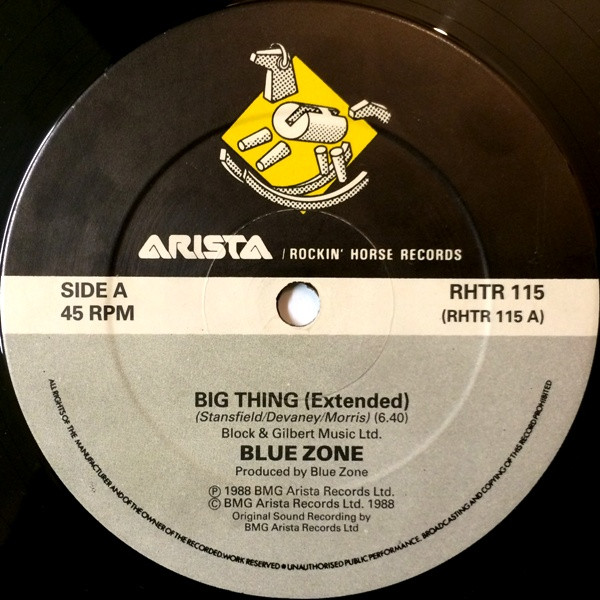 ARISTA / ROCKIN' HORSE RECORDS
SIDE A
45 RPM
RHTR 115
(RHTR 115 A)
BIG THING (Extended)
(Stansfield/Devaney/Morris) (6.40)
Block & Gilbert Music Ltd.
BLUE ZONE
Produced by Blue Zone
Ⓟ 1988 BMG Arista Records Ltd.
© BMG Arista Records Ltd. 1988
Original Sound Recording by
BMG Arista Records Ltd
ALL RIGHTS OF THE MANUFACTURER AND OF THE OWNER OF THE RECORDED WORK RESERVED ● UNAUTHORISED PUBLIC PERFORMANCE, BROADCASTING AND COPYING OF THIS RECORD PROHIBITED